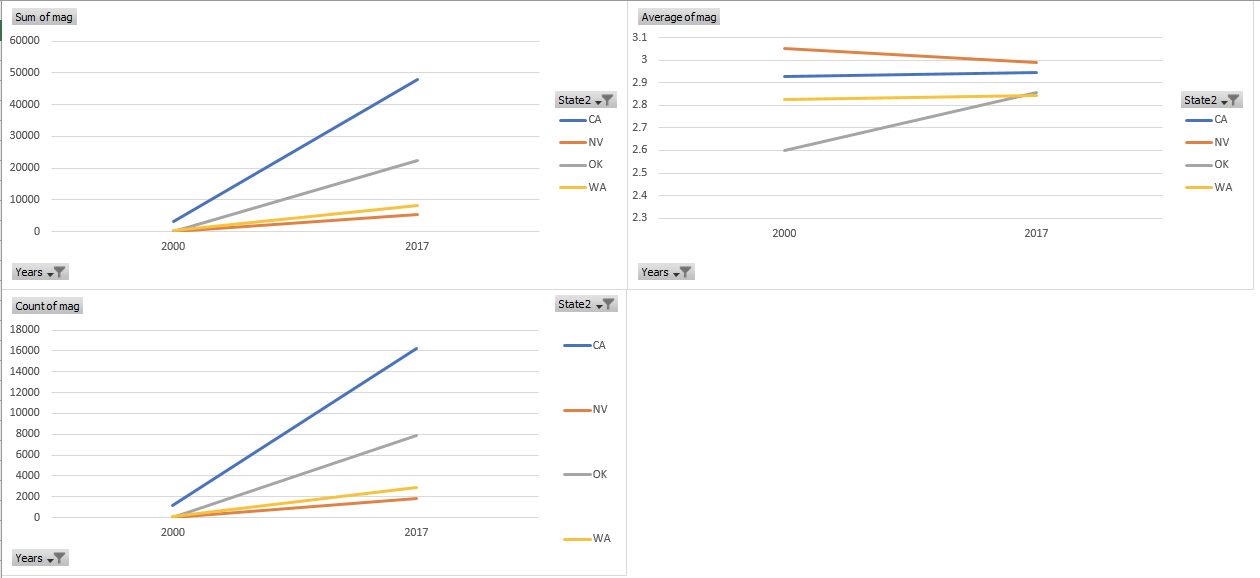 Sum of mag
60000
50000
40000
30000
20000
10000
0
2000 2017
State2
CA
NV
OK
WA
Years
Average of mag
3.1
3
2.9
2.8
2.7
2.6
2.5
2.4
2.3
2000 2017
State2
CA
NV
OK
WA
Years
Count of mag
18000
16000
14000
12000
10000
8000
6000
4000
2000
0
2000 2017
State2
CA
NV
OK
WA
Years